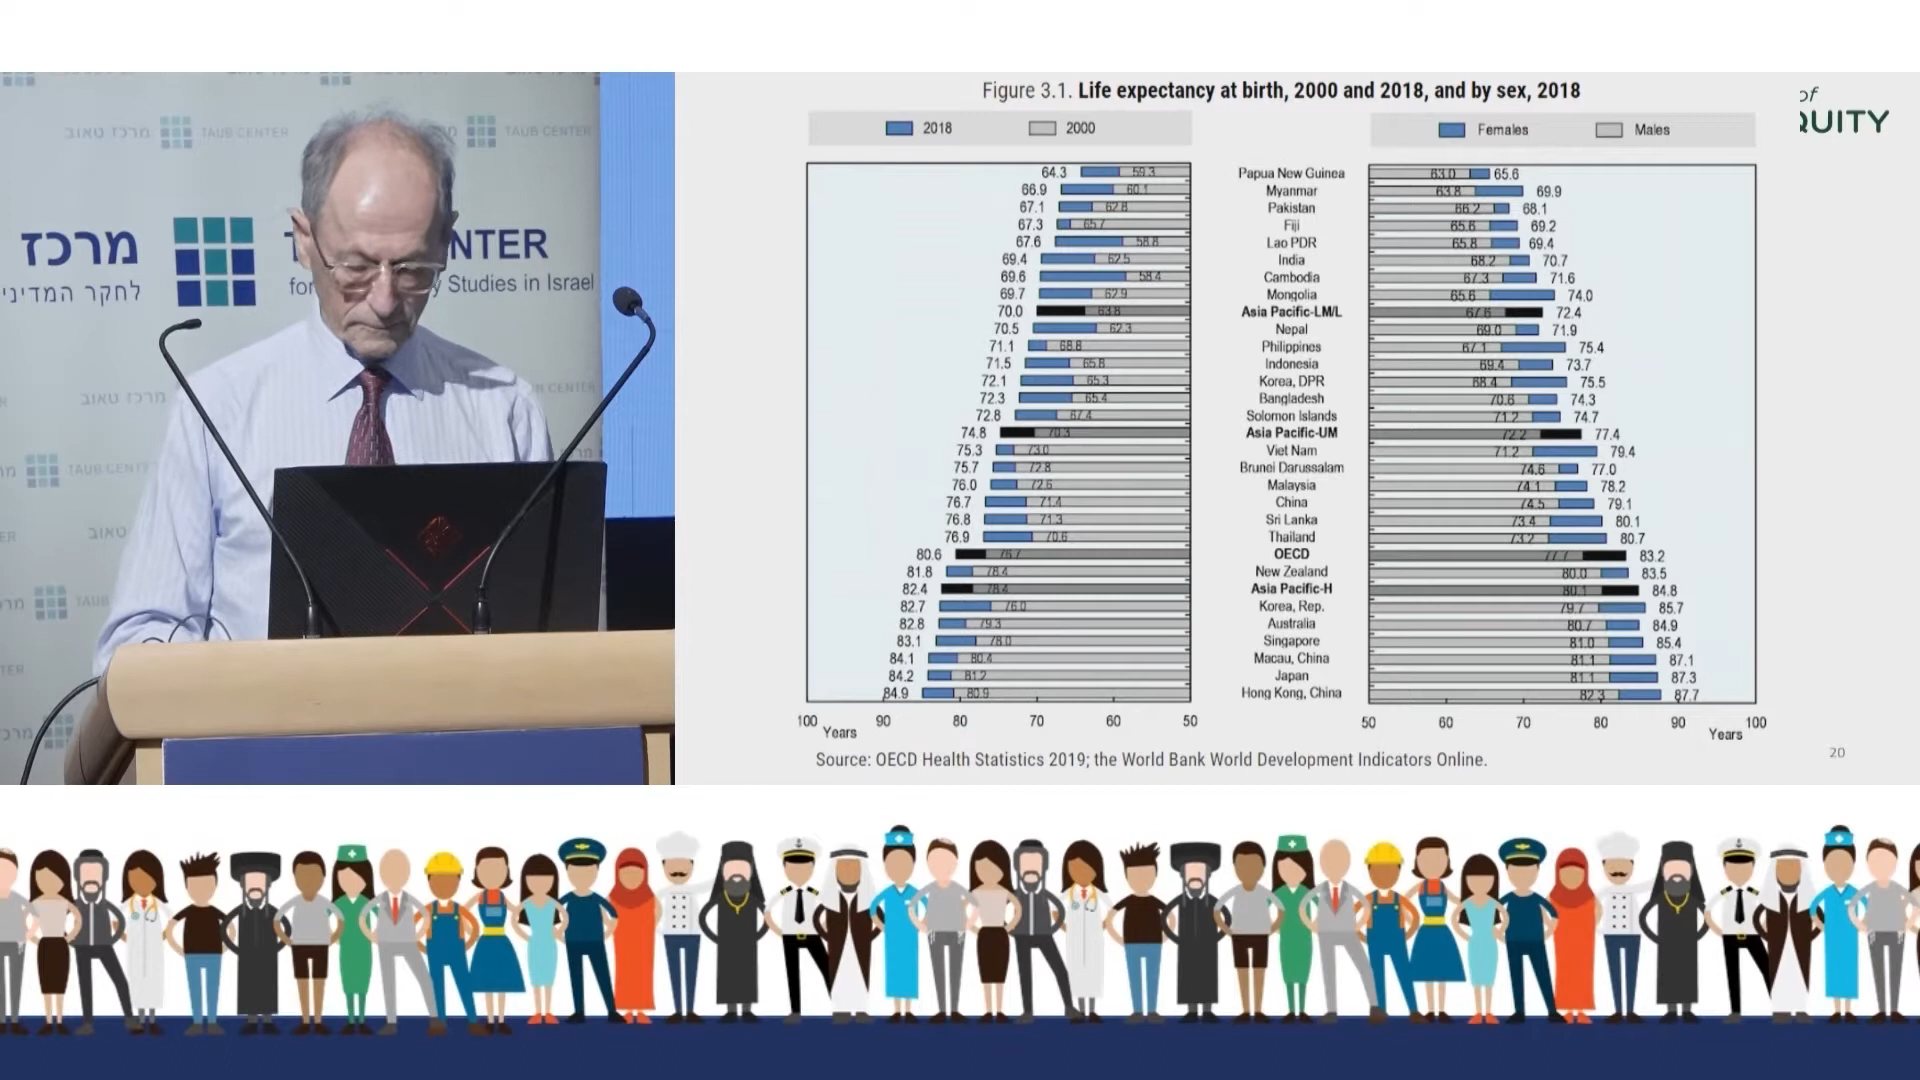 מרכז טאוב TAUB CENTER
TAUB CENTER
מרכז
NTER
לחקר המדיני
for
y Studies in Israel
UB CENTER
מרכז טאוב
TAUB CENTER
of
QUITY
Figure 3.1. Life expectancy at birth, 2000 and 2018, and by sex, 2018
2018 2000
Females Males
64.3 59.3 Papua New Guinea 63.0 65.6
66.9 60.1 Myanmar 63.8 69.9
67.1 62.8 Pakistan 66.2 68.1
67.3 65.7 Fiji 65.6 69.2
67.6 58.8 Lao PDR 65.8 69.4
69.4 62.5 India 68.2 70.7
69.6 58.4 Cambodia 67.3 71.6
69.7 62.9 Mongolia 65.6 74.0
70.0 63.8 Asia Pacific-LM/L 67.6 72.4
70.5 62.3 Nepal 69.0 71.9
71.1 68.8 Philippines 67.1 75.4
71.5 65.8 Indonesia 69.4 73.7
72.1 65.3 Korea, DPR 68.4 75.5
72.3 65.4 Bangladesh 70.6 74.3
72.8 67.4 Solomon Islands 71.2 74.7
74.8 70.3 Asia Pacific-UM 72.2 77.4
75.3 73.0 Viet Nam 71.2 79.4
75.7 72.8 Brunei Darussalam 74.6 77.0
76.0 72.6 Malaysia 74.1 78.2
76.7 71.4 China 74.5 79.1
76.8 71.3 Sri Lanka 73.4 80.1
76.9 70.6 Thailand 73.2 80.7
80.6 76.7 OECD 77.7 83.2
81.8 78.4 New Zealand 80.0 83.5
82.4 78.4 Asia Pacific-H 80.1 84.8
82.7 76.0 Korea, Rep. 79.7 85.7
82.8 79.3 Australia 80.7 84.9
83.1 78.0 Singapore 81.0 85.4
84.1 80.4 Macau, China 81.1 87.1
84.2 81.2 Japan 81.1 87.3
84.9 80.9 Hong Kong, China 82.3 87.7
100 90 80 70 60 50
Years
50 60 70 80 90 100
Years
Source: OECD Health Statistics 2019; the World Bank World Development Indicators Online.
20